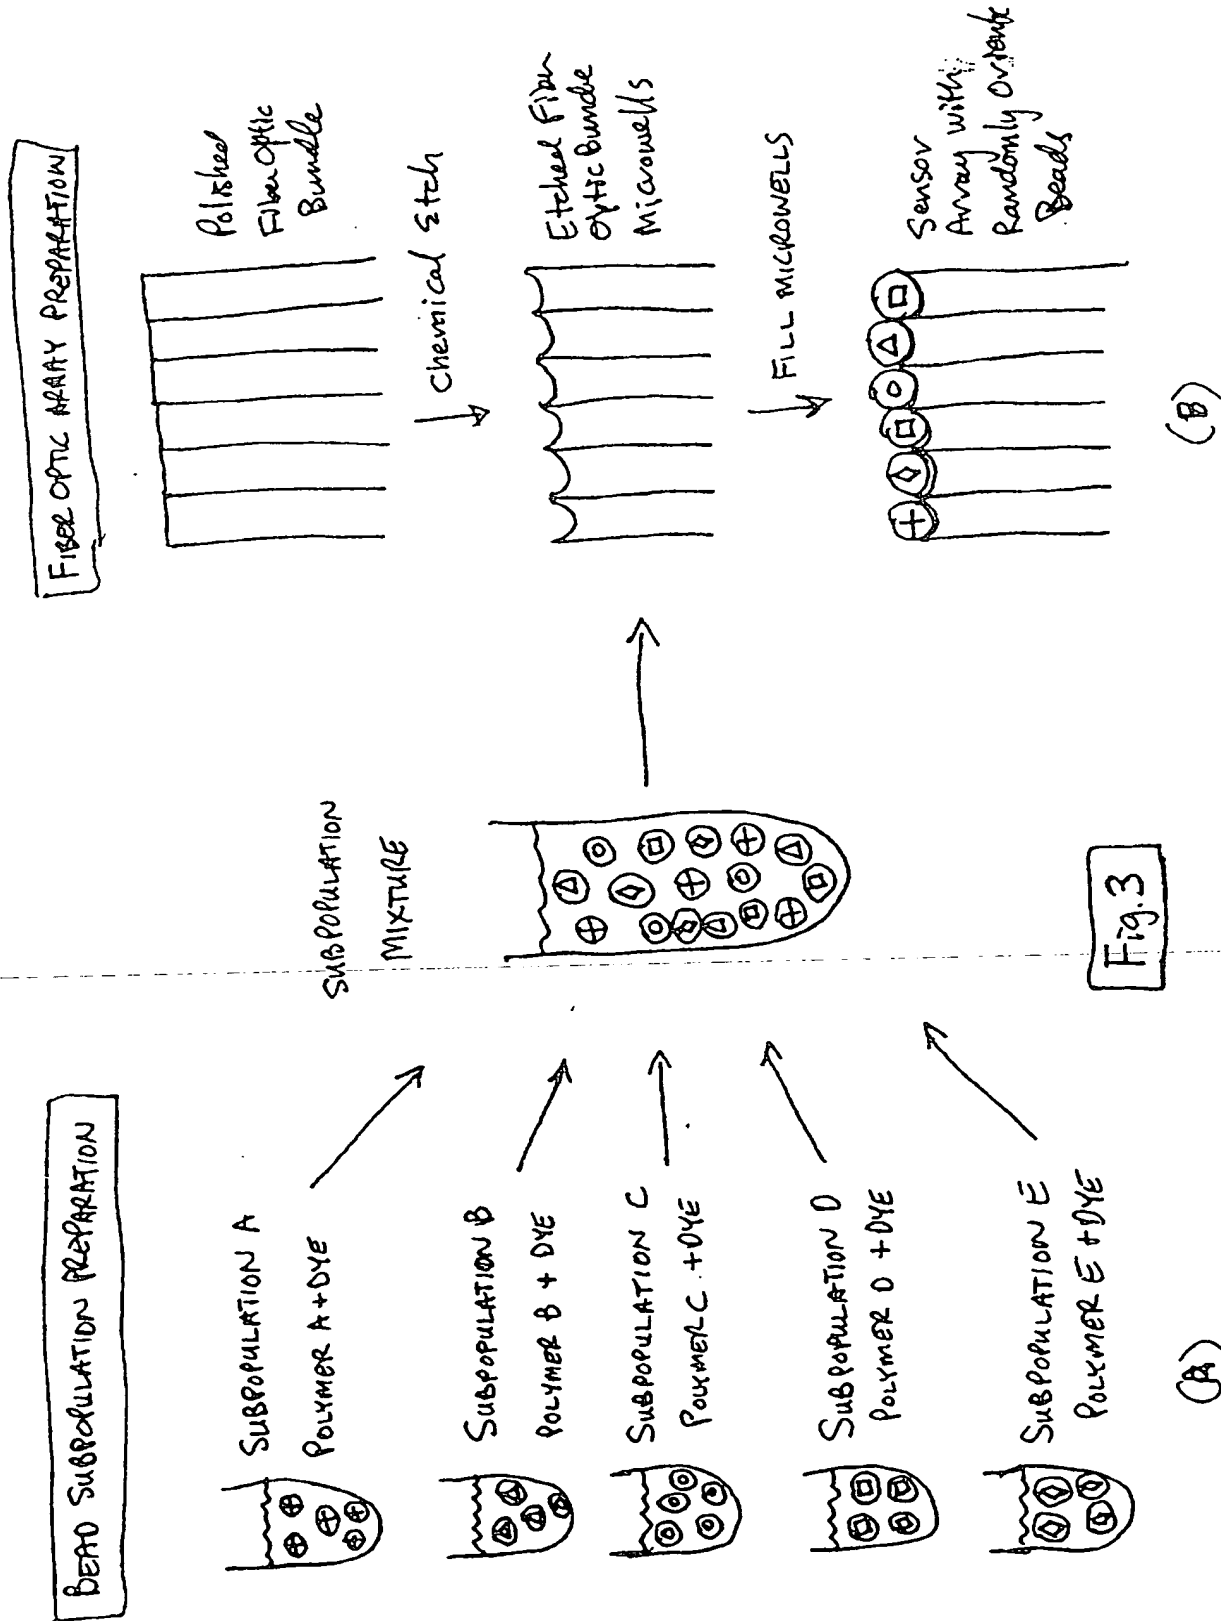 BEAD SUBPOPULATION PREPARATION
SUBPOPULATION A
POLYMER A+DYE
SUBPOPULATION B
POLYMER B + DYE
SUBPOPULATION C
POLYMER C + DYE
SUBPOPULATION D
POLYMER D + DYE
SUBPOPULATION E
POLYMER E + DYE
(A)
SUBPOPULATION
MIXTURE
Fig.3
FIBER OPTIC ARRAY PREPARATION
Polished
Fiber Optic
Bundle
Chemical Etch
Etched Fiber
Optic Bundle
Microwells
FILL MICROWELLS
Sensor
Array with
Randomly
Beads
(B)